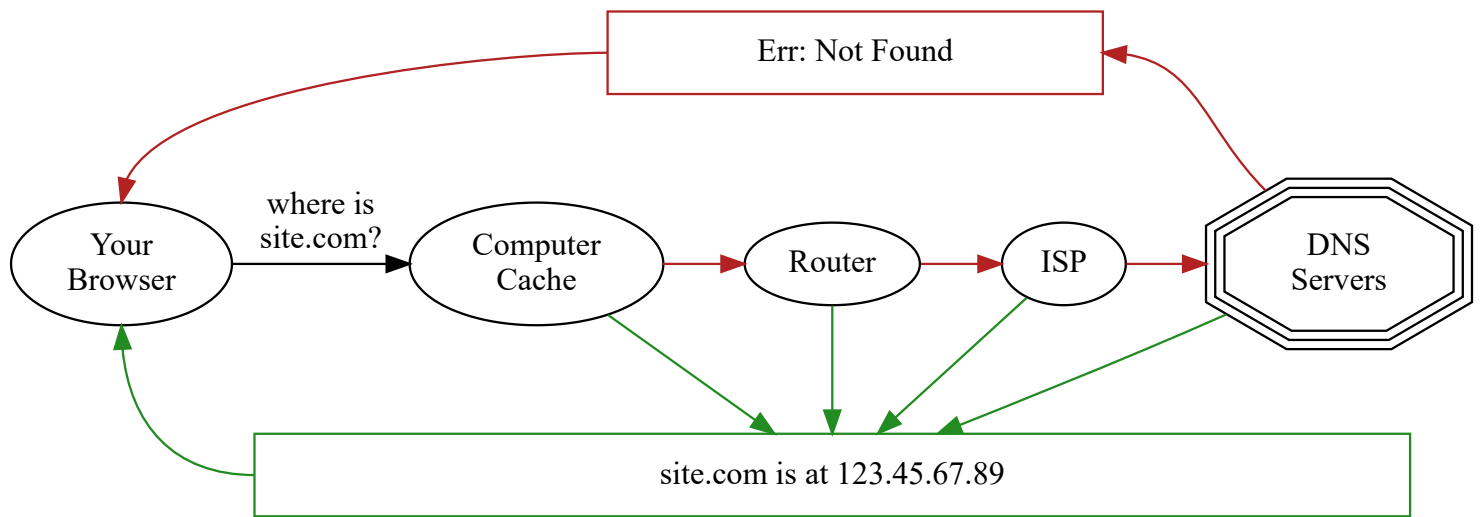 Err: Not Found
where is
site.com?
Your
Browser
Computer
Cache
Router
ISP
DNS
Servers
site.com is at 123.45.67.89